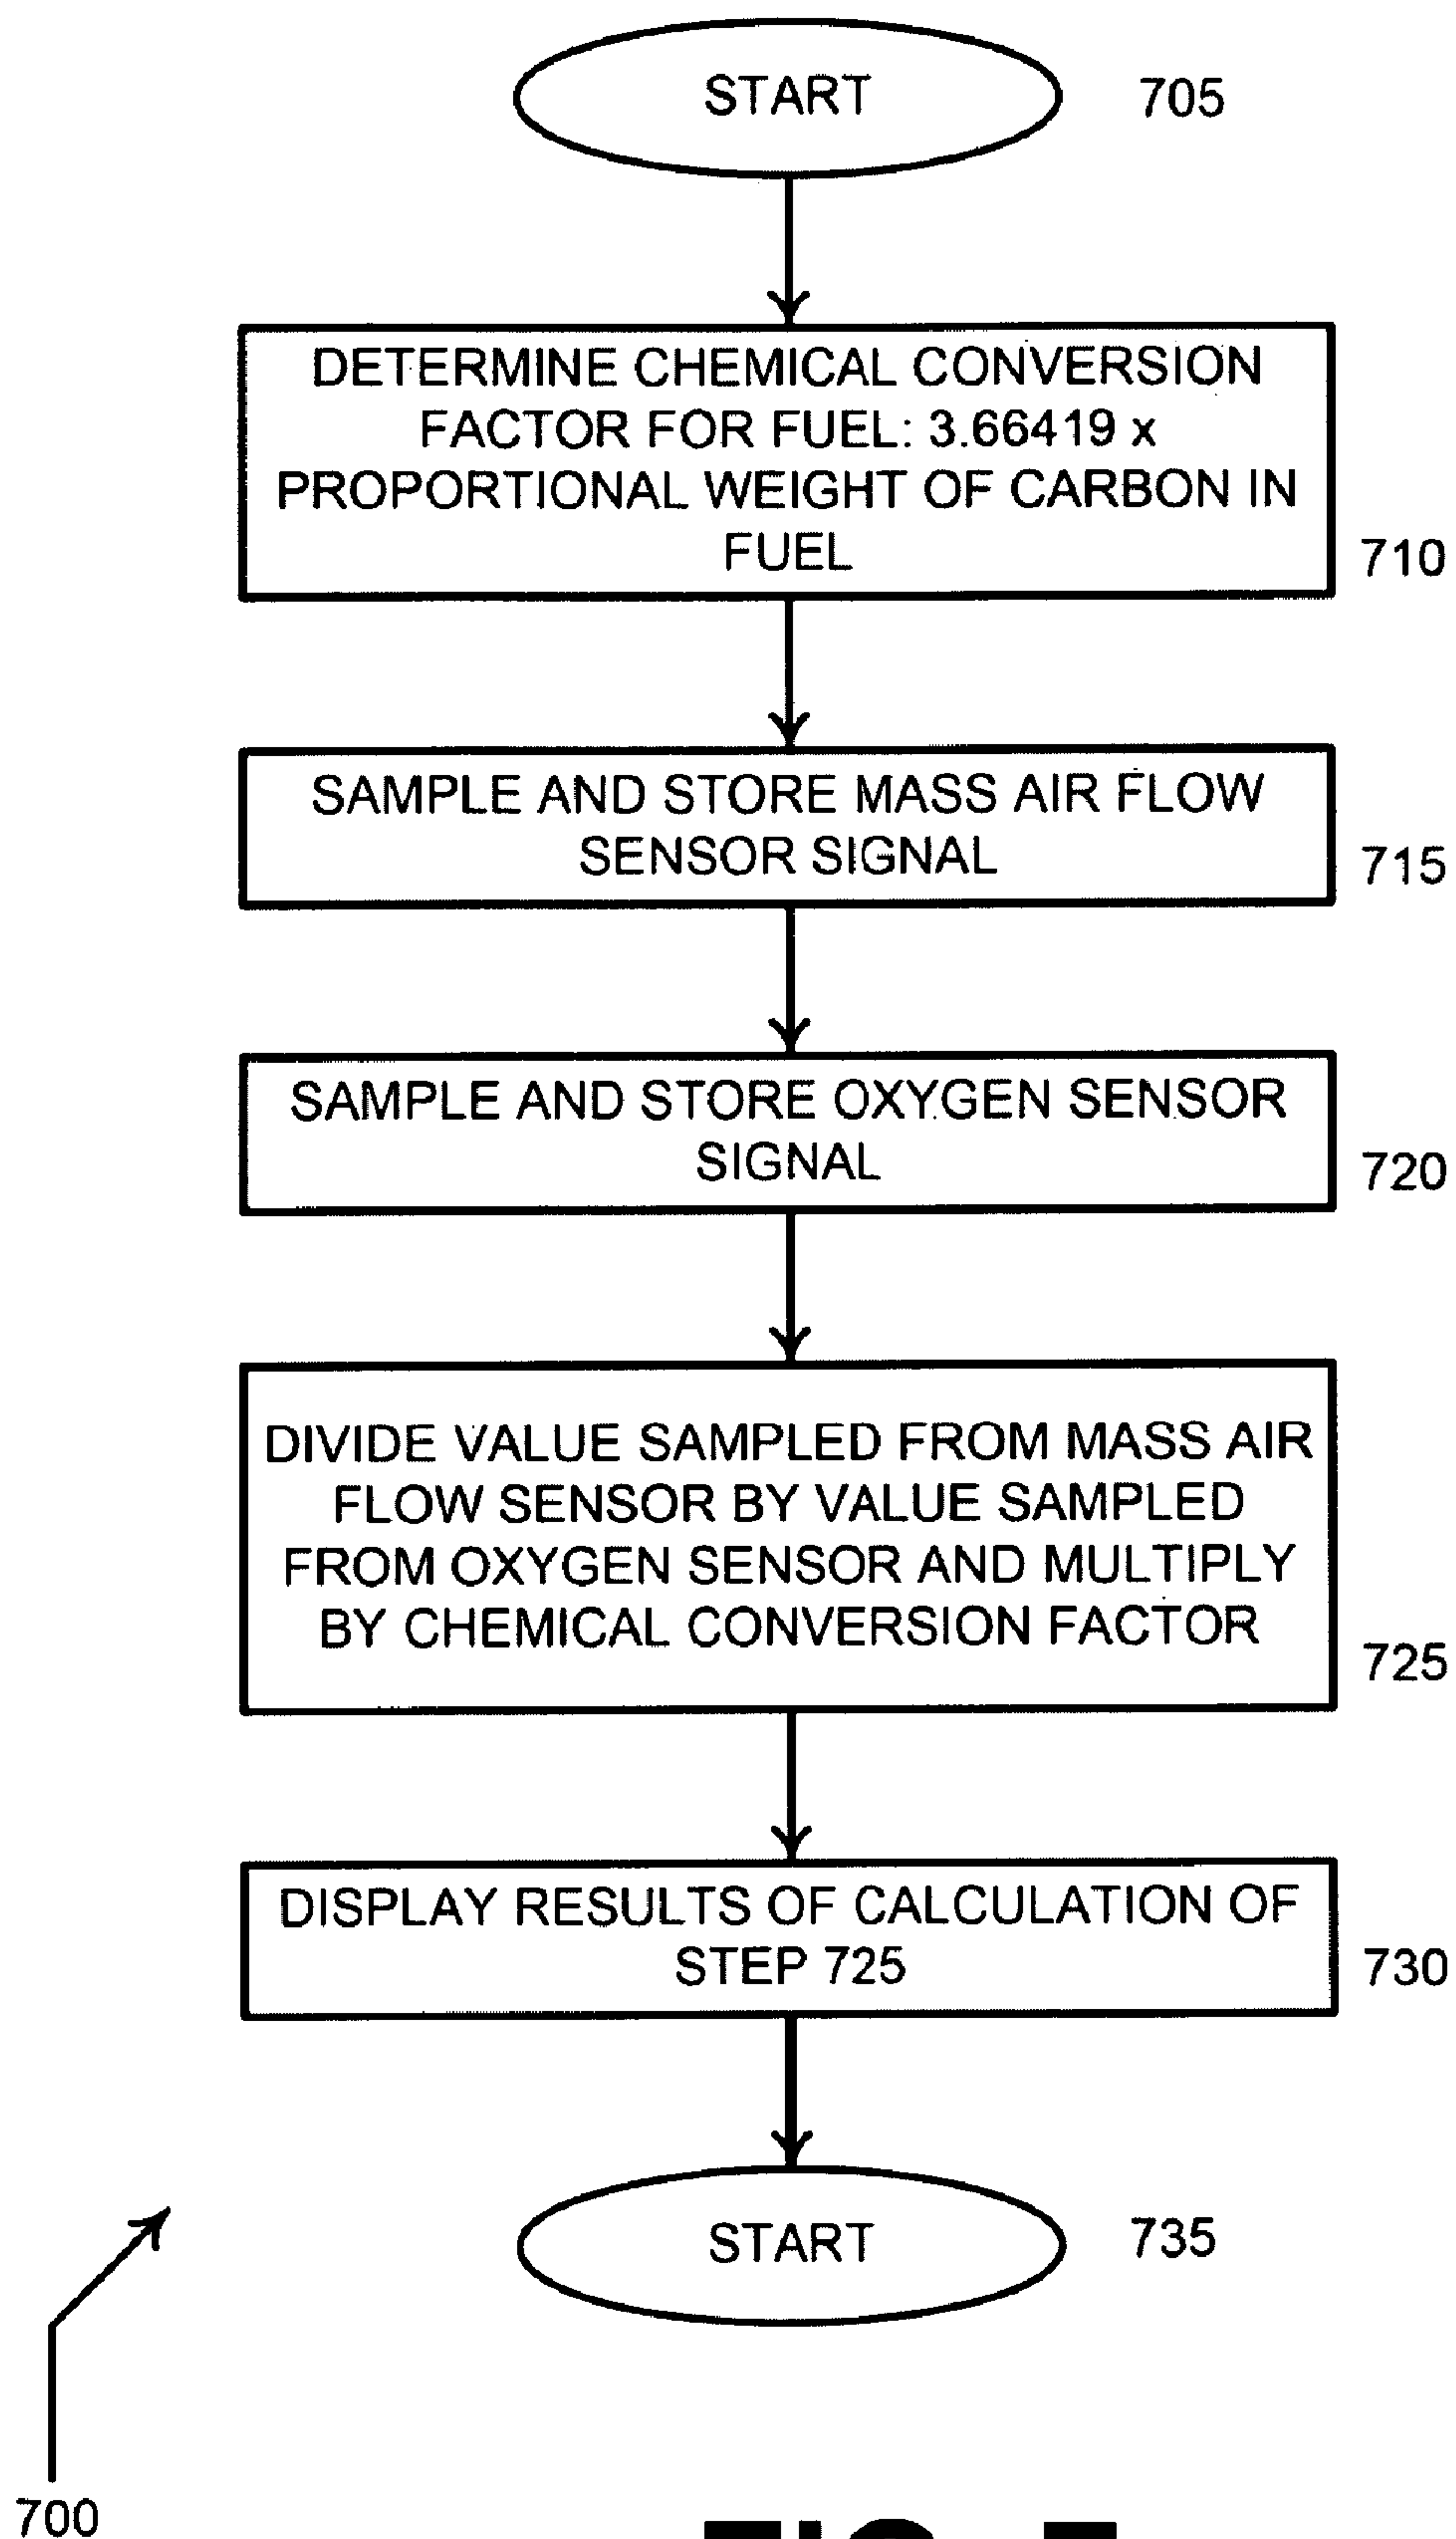 START
705
DETERMINE CHEMICAL CONVERSION
FACTOR FOR FUEL: 3.66419 x
PROPORTIONAL WEIGHT OF CARBON IN
FUEL
710
SAMPLE AND STORE MASS AIR FLOW
SENSOR SIGNAL
715
SAMPLE AND STORE OXYGEN SENSOR
SIGNAL
720
DIVIDE VALUE SAMPLED FROM MASS AIR
FLOW SENSOR BY VALUE SAMPLED
FROM OXYGEN SENSOR AND MULTIPLY
BY CHEMICAL CONVERSION FACTOR
725
DISPLAY RESULTS OF CALCULATION OF
STEP 725
730
START
735
700